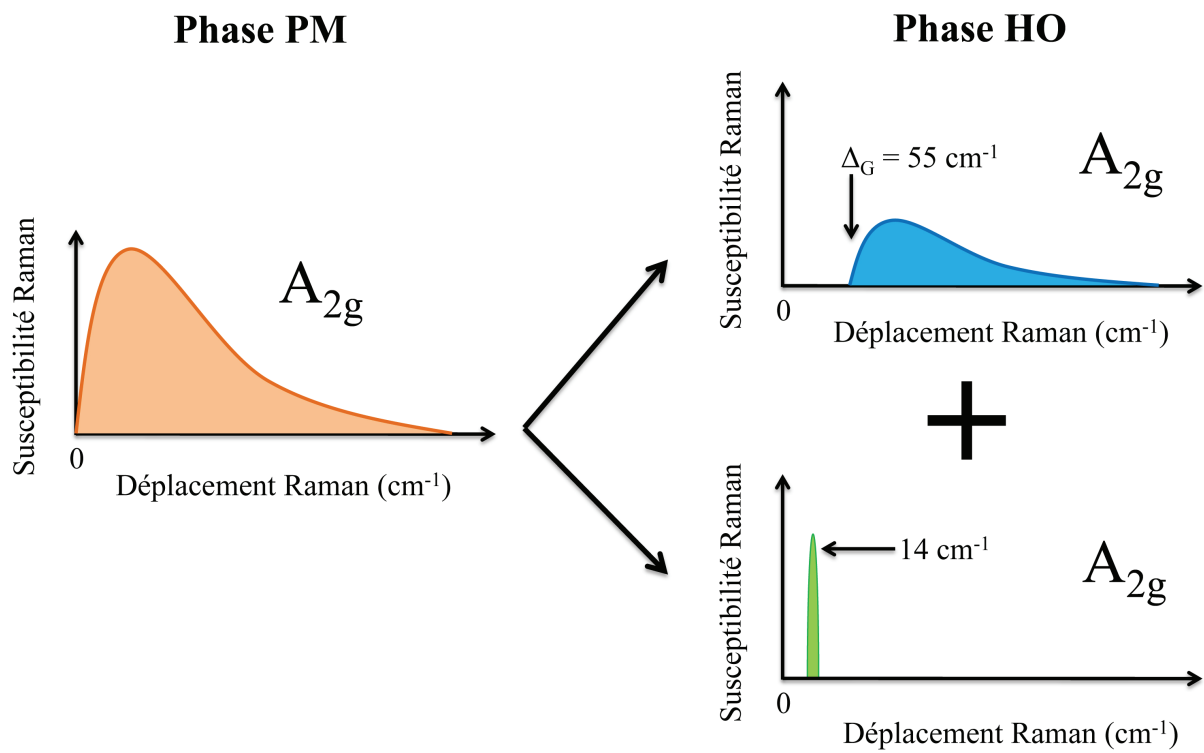 Phase PM
Susceptibilité Raman
A₂g
0
Déplacement Raman (cm⁻¹)
Phase HO
Susceptibilité Raman
Δ_G = 55 cm⁻¹
A₂g
0
Déplacement Raman (cm⁻¹)
+
Susceptibilité Raman
14 cm⁻¹
A₂g
0
Déplacement Raman (cm⁻¹)